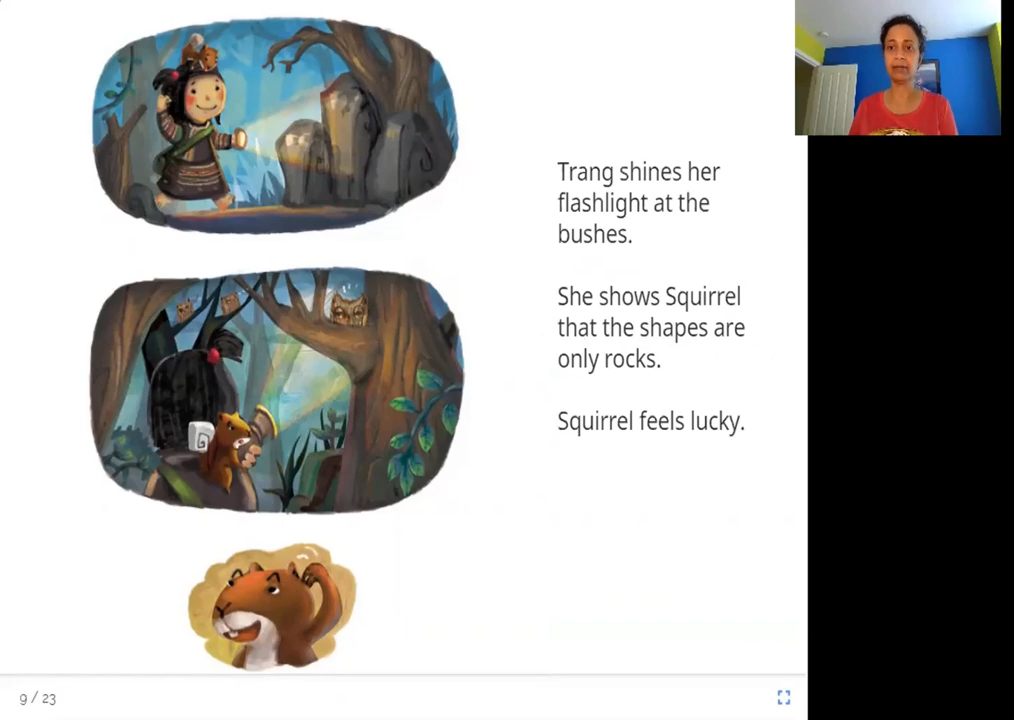 Trang shines her
flashlight at the
bushes.
She shows Squirrel
that the shapes are
only rocks.
Squirrel feels lucky.
9 / 23